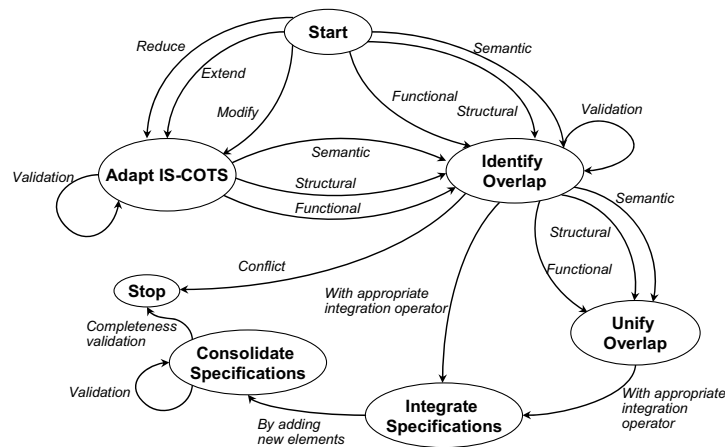 Start
Reduce
Semantic
Extend
Functional
Modify
Structural
Validation
Adapt IS-COTS
Semantic
Identify
Overlap
Validation
Structural
Functional
Semantic
Structural
Conflict
Functional
Stop
With appropriate
integration operator
Completeness
validation
Unify
Overlap
Consolidate
Specifications
Validation
With appropriate
integration
operator
Integrate
Specifications
By adding
new elements